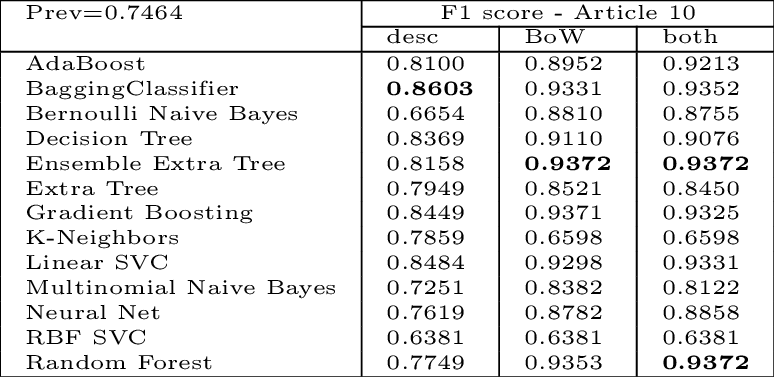 Prev=0.7464 F1 score - Article 10
desc BoW both
AdaBoost 0.8100 0.8952 0.9213
BaggingClassifier 0.8603 0.9331 0.9352
Bernoulli Naive Bayes 0.6654 0.8810 0.8755
Decision Tree 0.8369 0.9110 0.9076
Ensemble Extra Tree 0.8158 0.9372 0.9372
Extra Tree 0.7949 0.8521 0.8450
Gradient Boosting 0.8449 0.9371 0.9325
K-Neighbors 0.7859 0.6598 0.6598
Linear SVC 0.8484 0.9298 0.9331
Multinomial Naive Bayes 0.7251 0.8382 0.8122
Neural Net 0.7619 0.8782 0.8858
RBF SVC 0.6381 0.6381 0.6381
Random Forest 0.7749 0.9353 0.9372